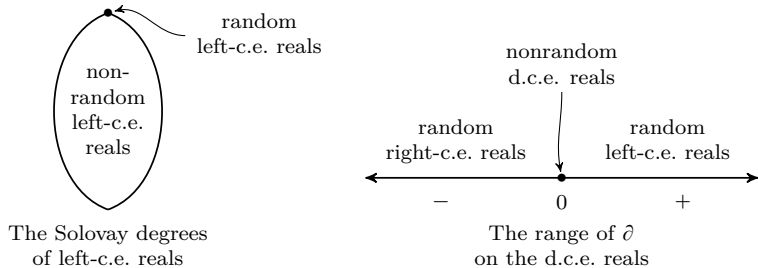 random
left-c.e. reals
non-
random
left-c.e.
reals
The Solovay degrees
of left-c.e. reals
nonrandom
d.c.e. reals
random
right-c.e. reals
random
left-c.e. reals
− 0 +
The range of ∂
on the d.c.e. reals